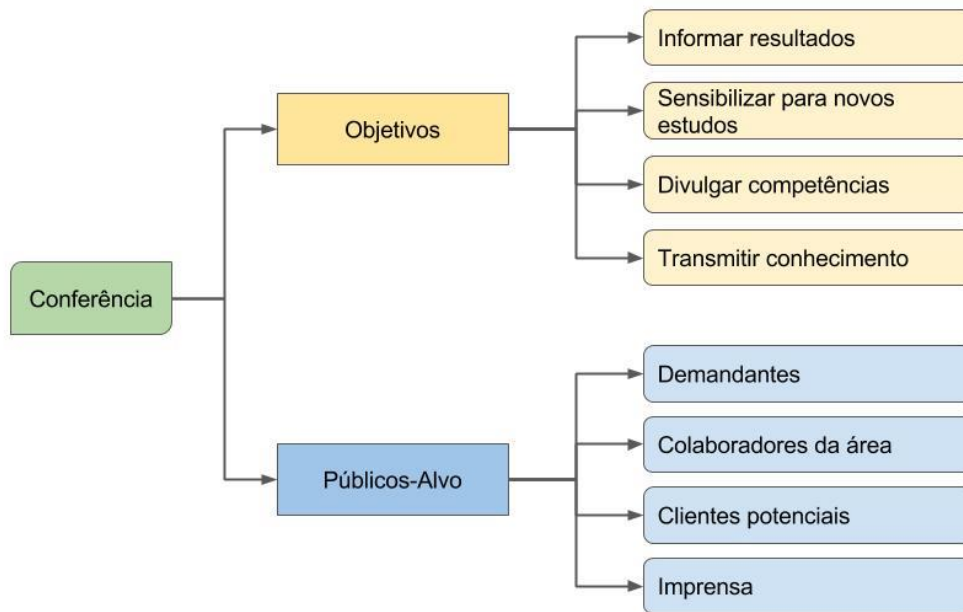 Conferência
Objetivos
Informar resultados
Sensibilizar para novos
estudos
Divulgar competências
Transmitir conhecimento
Públicos-Alvo
Demandantes
Colaboradores da área
Clientes potenciais
Imprensa